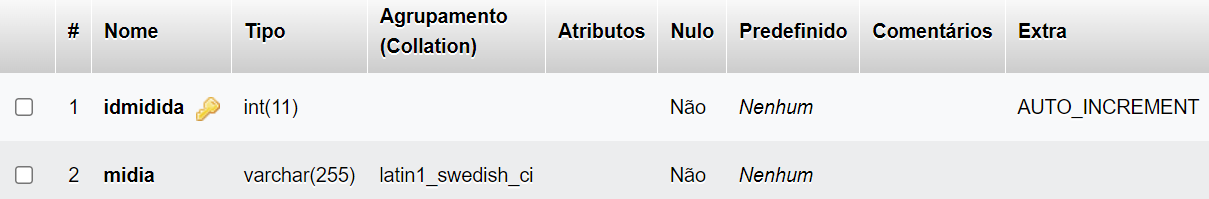 # Nome Tipo Agrupamento (Collation) Atributos Nulo Predefinido Comentários Extra
1 idmidida int(11) Não Nenhum AUTO_INCREMENT
2 midia varchar(255) latin1_swedish_ci Não Nenhum